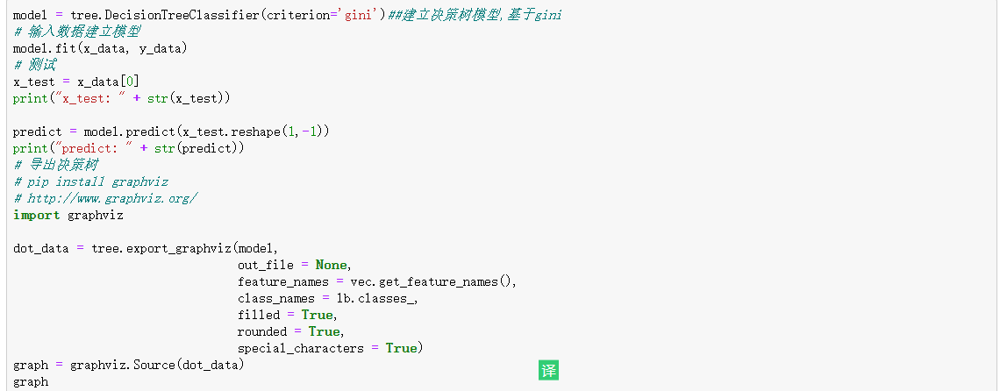 model = tree.DecisionTreeClassifier(criterion='gini')##建立决策树模型,基于gini
# 输入数据建立模型
model.fit(x_data, y_data)
# 测试
x_test = x_data[0]
print("x_test: " + str(x_test))
predict = model.predict(x_test.reshape(1,-1))
print("predict: " + str(predict))
# 导出决策树
# pip install graphviz
# http://www.graphviz.org/
import graphviz
dot_data = tree.export_graphviz(model,
out_file = None,
feature_names = vec.get_feature_names(),
class_names = lb.classes_,
filled = True,
rounded = True,
special_characters = True)
graph = graphviz.Source(dot_data)
译
graph